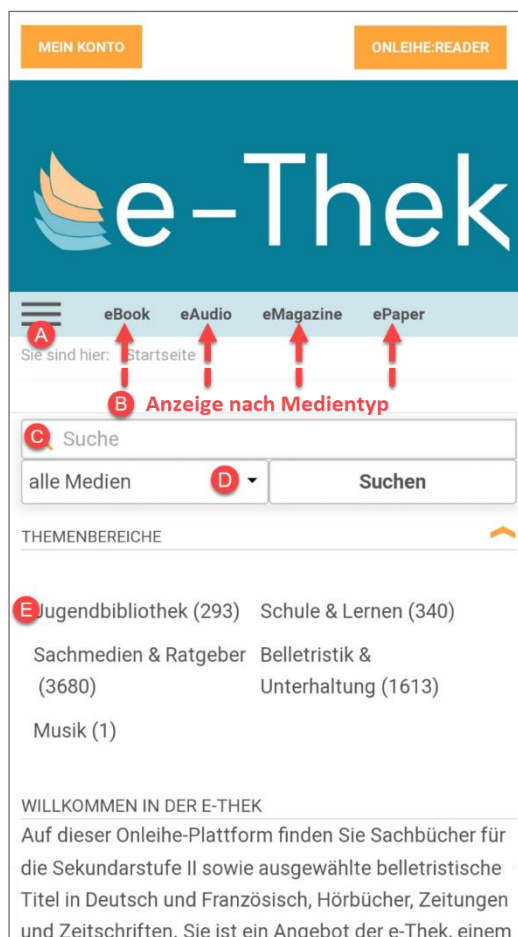 MEIN KONTO ONLEIHE:READER
e-Thek
eBook eAudio eMagazine ePaper
A
Sie sind hier: Startseite
B Anzeige nach Medientyp
C Suche
alle Medien D Suchen
THEMENBEREICHE
E Jugendbibliothek (293) Schule & Lernen (340)
Sachmedien & Ratgeber (3680) Belletristik & Unterhaltung (1613)
Musik (1)
WILLKOMMEN IN DER E-THEK
Auf dieser Onleihe-Plattform finden Sie Sachbücher für
die Sekundarstufe II sowie ausgewählte belletristische
Titel in Deutsch und Französisch, Hörbücher, Zeitungen
und Zeitschriften. Sie ist ein Angebot der e-Thek, einem